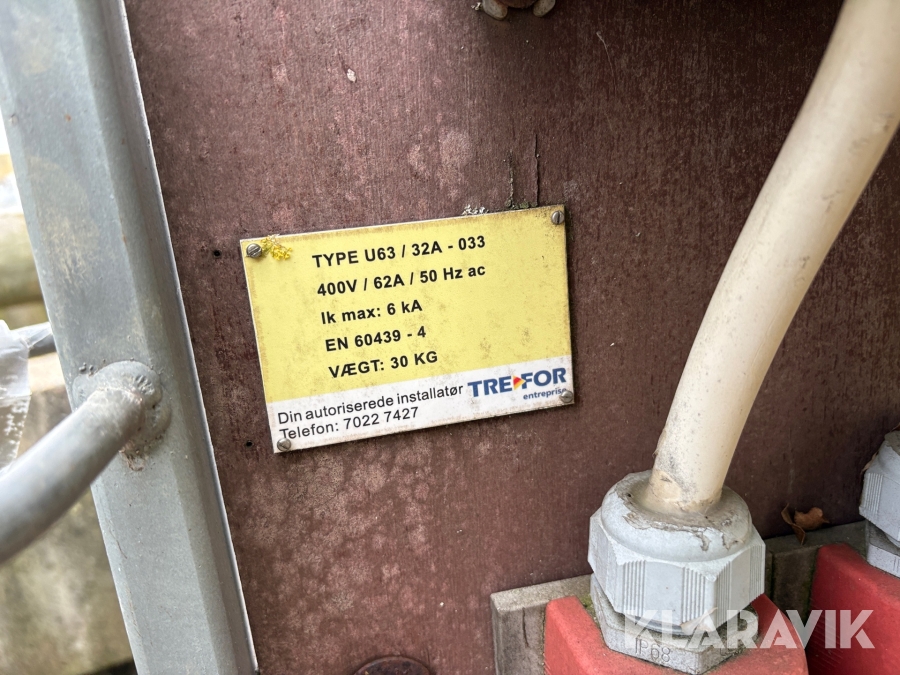 TYPE U63 / 32A - 033
400V / 62A / 50 Hz ac
Ik max: 6 kA
EN 60439 - 4
VÆGT: 30 KG
TREFOR
entreprise
Din autoriserede installatør
Telefon: 7022 7427
IP68
KLARAVIK